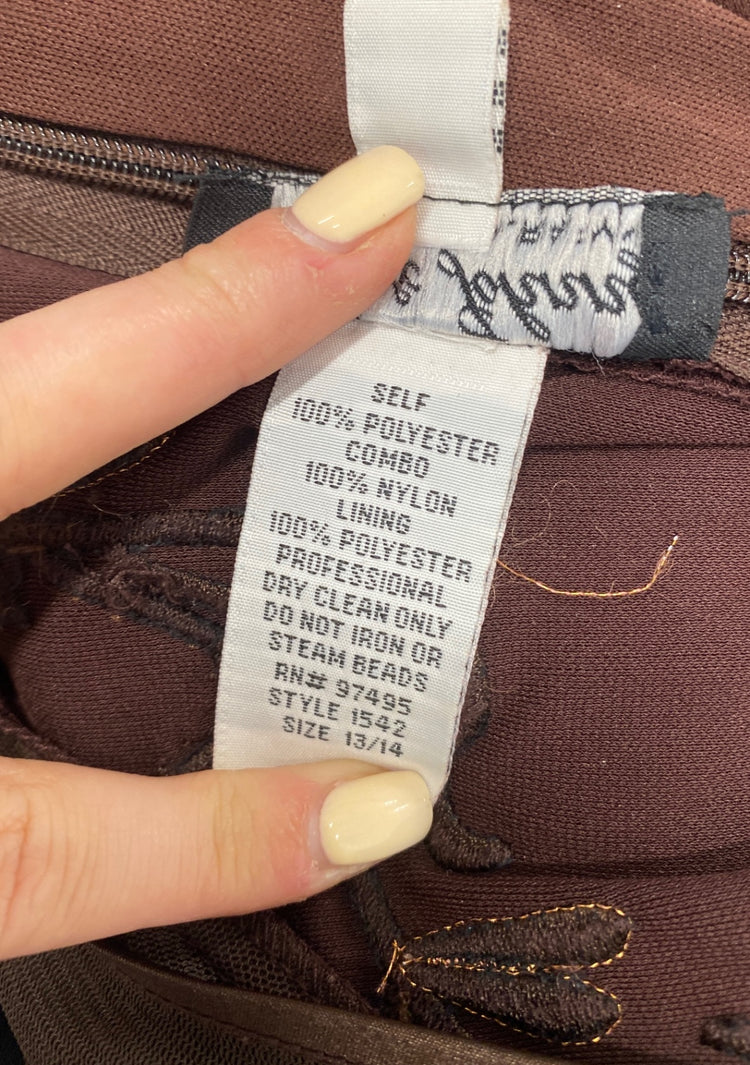 SELF
100% POLYESTER
COMBO
100% NYLON
LINING
100% POLYESTER
PROFESSIONAL
DRY CLEAN ONLY
DO NOT IRON OR
STEAM BEADS
RN# 97495
STYLE 1542
SIZE 13/14